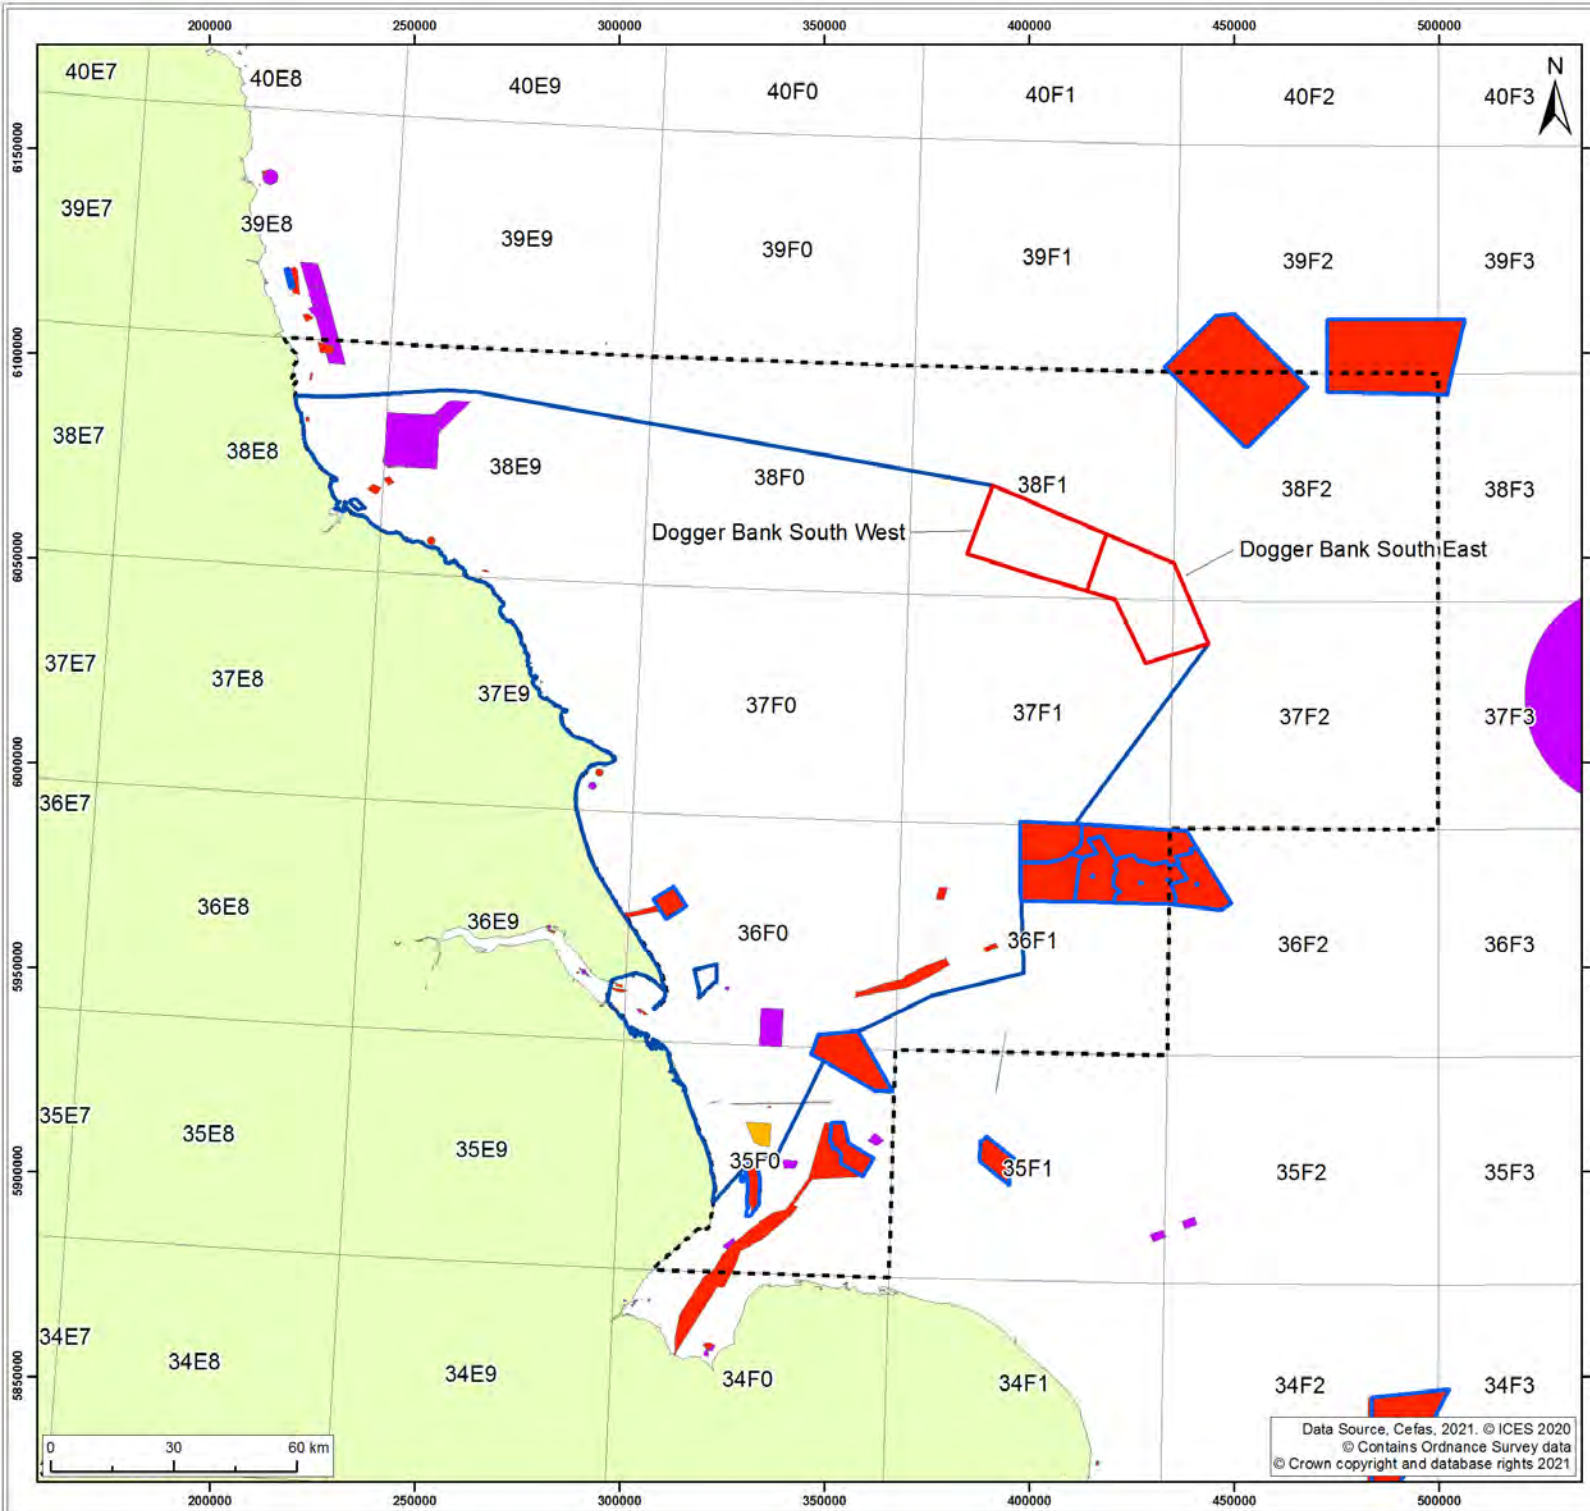 200000 250000 300000 350000 400000 450000 500000
N
40E7 40E8 40E9 40F0 40F1 40F2 40F3
6150000
39E7 39E8 39E9 39F0 39F1 39F2 39F3
6100000
38E7 38E8 38E9 38F0 38F1 38F2 38F3
Dogger Bank South West
Dogger Bank South East
6050000
37E7 37E8 37E9 37F0 37F1 37F2 37F3
6000000
36E7 36E8 36E9 36F0 36F1 36F2 36F3
5950000
35E7 35E8 35E9 35F0 35F1 35F2 35F3
5900000
34E7 34E8 34E9 34F0 34F1 34F2 34F3
5850000
0 30 60 km
Data Source, Cefas, 2021. © ICES 2020
© Contains Ordnance Survey data
© Crown copyright and database rights 2021
200000 250000 300000 350000 400000 450000 500000